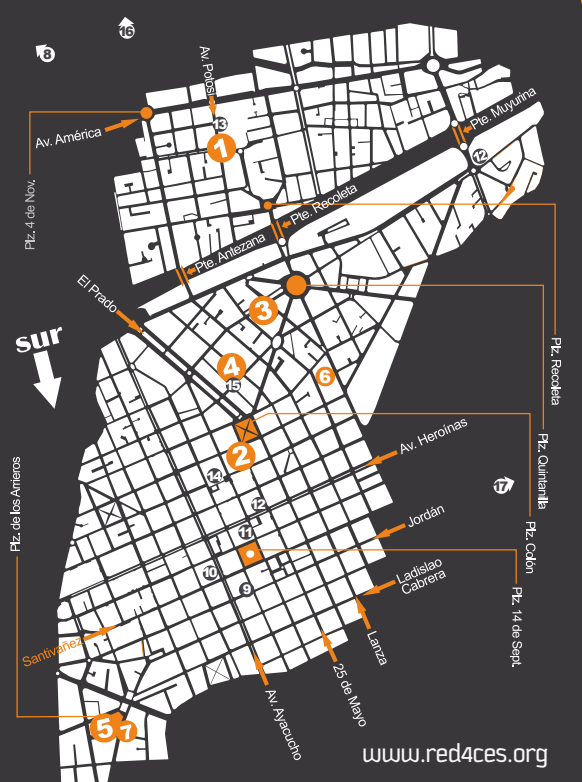 16
8
Av. Potosí
13
1
Av. América
Pte. Muyurina
12
Plz. 4 de Nov.
Pte. Recoleta
Pte. Antezana
El Prado
3
sur
4
15
6
Plz. Recoleta
2
Av. Heroínas
14
17
Plz. Quintanilla
12
Jordán
11
Plz. Colón
10
9
Ladislao
Cabrera
Plz. 14 de Sept.
Plz. de los Arrieros
Santivañez
Lanza
25 de Mayo
Av. Ayacucho
5
7
www.red4ces.org